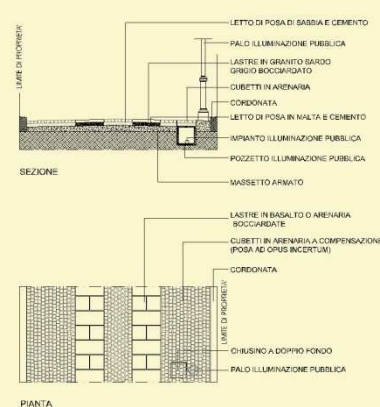 LETTO DI POSA DI SABBIA E CEMENTO
PALO ILLUMINAZIONE PUBBLICA
LASTRE IN GRANITO SARDO
GRIGIO BOCCIARDATO
CUBETTI IN ARENARIA
CORDONATA
LETTO DI POSA IN MALTA E CEMENTO
IMPIANTO ILLUMINAZIONE PUBBLICA
POZZETTO ILLUMINAZIONE PUBBLICA
MASSETTO ARMATO
LIMITE DI PROPRIETA'
SEZIONE
LASTRE IN BASALTO O ARENARIA
BOCCIARDATE
CUBETTI IN ARENARIA A COMPENSAZIONE
(POSA AD OPUS INCERTUM)
CORDONATA
LIMITE DI PROPRIETA'
CHIUSINO A DOPPIO FONDO
PALO ILLUMINAZIONE PUBBLICA
PIANTA